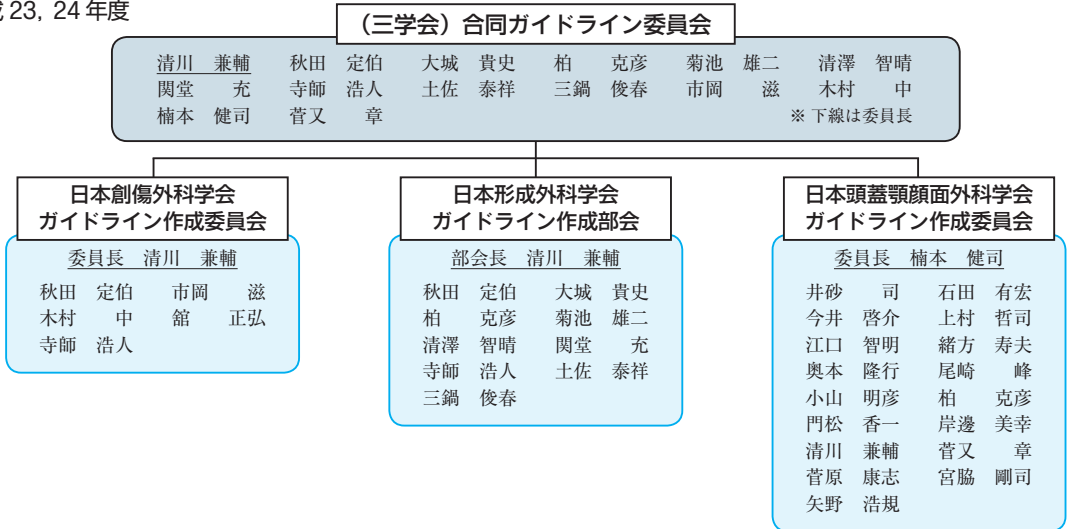 23, 24年度
（三学会）合同ガイドライン委員会
清川 兼輔 秋田 定伯 大城 貴史 柏 克彦 菊池 雄二 清澤 智晴
関堂 充 寺師 浩人 土佐 泰祥 三鍋 俊春 市岡 滋 木村 中
楠本 健司 菅又 章 ※ 下線は委員長
日本創傷外科学会
ガイドライン作成委員会
委員長 清川 兼輔
秋田 定伯 市岡 滋
木村 中 舘 正弘
寺師 浩人
日本形成外科学会
ガイドライン作成部会
部会長 清川 兼輔
秋田 定伯 大城 貴史
柏 克彦 菊池 雄二
清澤 智晴 関堂 充
寺師 浩人 土佐 泰祥
三鍋 俊春
日本頭蓋顎顔面外科学会
ガイドライン作成委員会
委員長 楠本 健司
井砂 司 石田 有宏
今井 啓介 上村 哲司
江口 智明 緒方 寿夫
奥本 隆行 尾崎 峰
小山 明彦 柏 克彦
門松 香一 岸邊 美幸
清川 兼輔 菅又 章
菅原 康志 宮脇 剛司
矢野 浩規